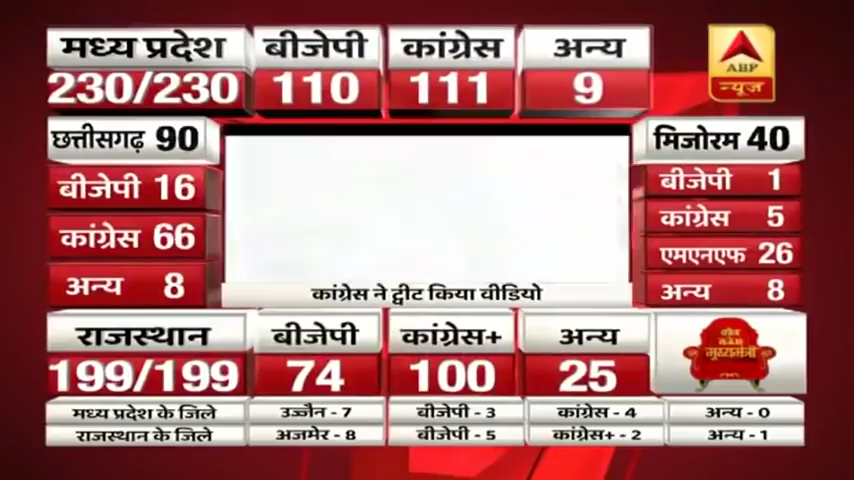 मध्य प्रदेश बीजेपी कांग्रेस अन्य
230/230 110 111 9
ABP
न्यूज़
छत्तीसगढ़ 90
बीजेपी 16
कांग्रेस 66
अन्य 8
मिजोरम 40
बीजेपी 1
कांग्रेस 5
एमएनएफ 26
अन्य 8
कांग्रेस ने ट्वीट किया वीडियो
राजस्थान बीजेपी कांग्रेस+ अन्य
199/199 74 100 25
कौन
बनेगा
मुख्यमंत्री
मध्य प्रदेश के जिले उज्जैन - 7 बीजेपी - 3 कांग्रेस - 4 अन्य - 0
राजस्थान के जिले अजमेर - 8 बीजेपी - 5 कांग्रेस+ - 2 अन्य - 1